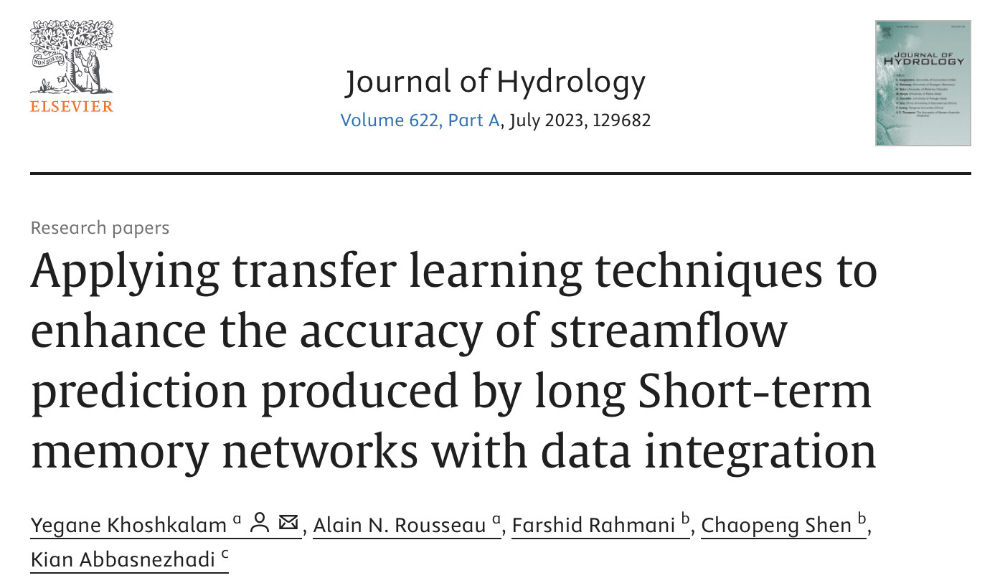 NON SOLUS
ELSEVIER
Journal of Hydrology
Volume 622, Part A, July 2023, 129682
JOURNAL OF
HYDROLOGY
Research papers
Applying transfer learning techniques to
enhance the accuracy of streamflow
prediction produced by long Short-term
memory networks with data integration
Yegane Khoshkalam a, Alain N. Rousseau a, Farshid Rahmani b, Chaopeng Shen b,
Kian Abbasnezhadi c